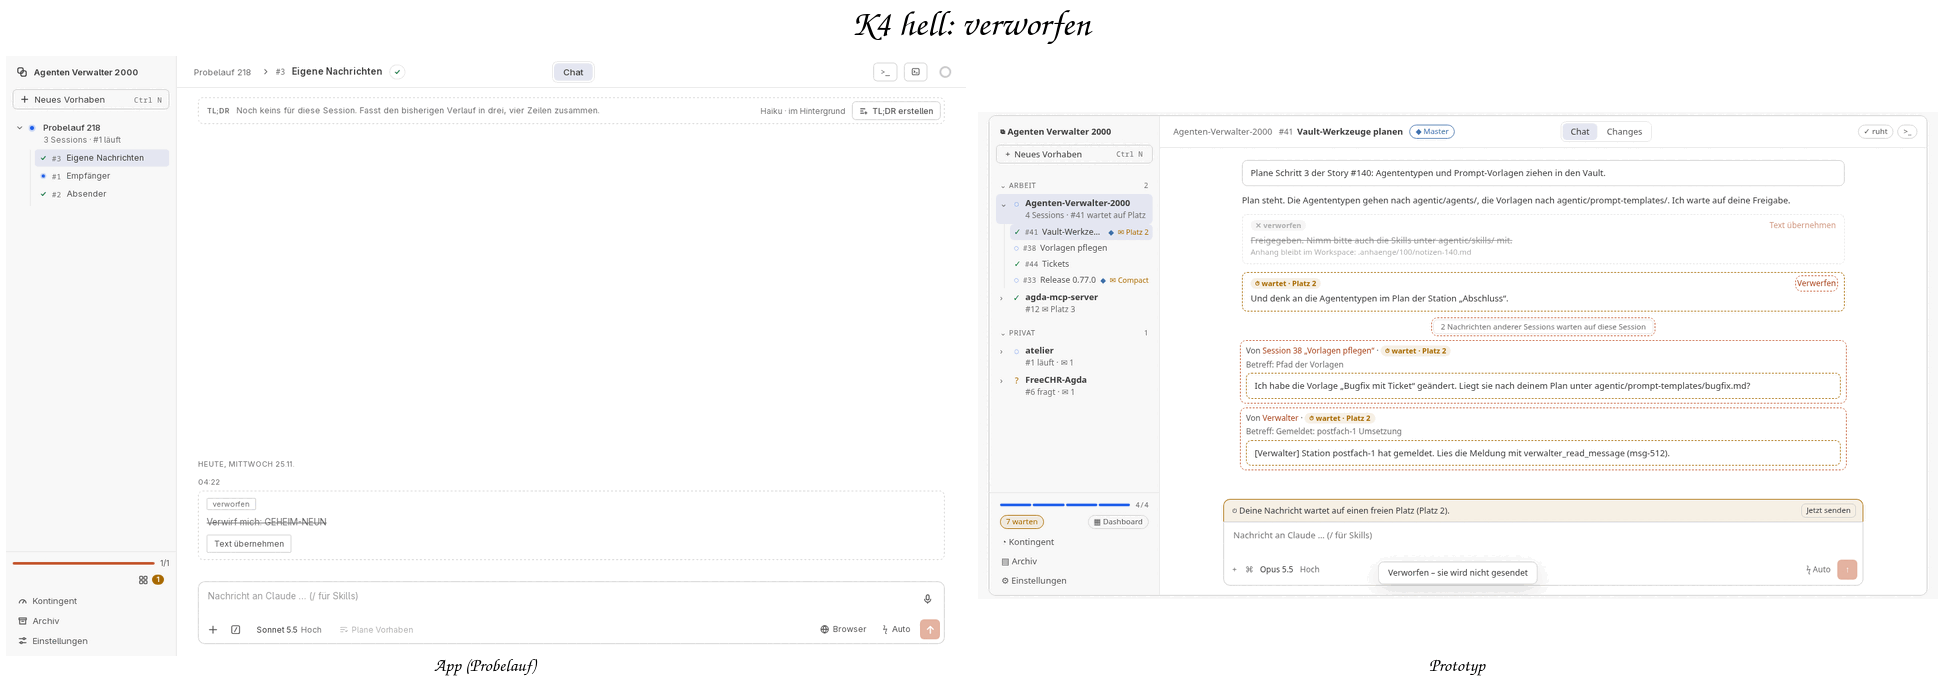 K4 hell: verworfen
Agenten Verwalter 2000
Neues Vorhaben Ctrl N
Probelauf 218
3 Sessions · #1 läuft
#3 Eigene Nachrichten
#1 Empfänger
#2 Absender
1/1
1
Kontingent
Archiv
Einstellungen
Probelauf 218 > #3 Eigene Nachrichten
Chat
>_
TL;DR Noch keins für diese Session. Fasst den bisherigen Verlauf in drei, vier Zeilen zusammen.
Haiku · im Hintergrund TL;DR erstellen
HEUTE, MITTWOCH 25.11.
04:22
verworfen
Verwirf mich: GEHEIM-NEUN
Text übernehmen
Nachricht an Claude ... (/ für Skills)
Sonnet 5.5 Hoch Plane Vorhaben Browser Auto
App (Probelauf)
Agenten Verwalter 2000
+ Neues Vorhaben Ctrl N
ARBEIT 2
Agenten-Verwalter-2000
4 Sessions · #41 wartet auf Platz
✓ #41 Vault-Werkze... ◆ ✉ Platz 2
#38 Vorlagen pflegen
✓ #44 Tickets
#33 Release 0.77.0 ◆ ✉ Compact
✓ agda-mcp-server
#12 ✉ Platz 3
PRIVAT 1
atelier
#1 läuft · ✉ 1
? FreeCHR-Agda
#6 fragt · ✉ 1
4/4
7 warten Dashboard
Kontingent
Archiv
Einstellungen
Agenten-Verwalter-2000 #41 Vault-Werkzeuge planen ◆ Master
Chat Changes
✓ ruht >_
Plane Schritt 3 der Story #140: Agententypen und Prompt-Vorlagen ziehen in den Vault.
Plan steht. Die Agententypen gehen nach agentic/agents/, die Vorlagen nach agentic/prompt-templates/. Ich warte auf deine Freigabe.
✕ verworfen Text übernehmen
Freigegeben. Nimm bitte auch die Skills unter agentic/skills/ mit.
Anhang bleibt im Workspace: .anhaenge/100/notizen-140.md
wartet · Platz 2 Verwerfen
Und denk an die Agententypen im Plan der Station „Abschluss“.
2 Nachrichten anderer Sessions warten auf diese Session
Von Session 38 „Vorlagen pflegen“ · wartet · Platz 2
Betreff: Pfad der Vorlagen
Ich habe die Vorlage „Bugfix mit Ticket“ geändert. Liegt sie nach deinem Plan unter agentic/prompt-templates/bugfix.md?
Von Verwalter · wartet · Platz 2
Betreff: Gemeldet: postfach-1 Umsetzung
[Verwalter] Station postfach-1 hat gemeldet. Lies die Meldung mit verwalter_read_message (msg-512).
Deine Nachricht wartet auf einen freien Platz (Platz 2). Jetzt senden
Nachricht an Claude ... (/ für Skills)
+ ⌘ Opus 5.5 Hoch Auto ↑
Verworfen – sie wird nicht gesendet
Prototyp